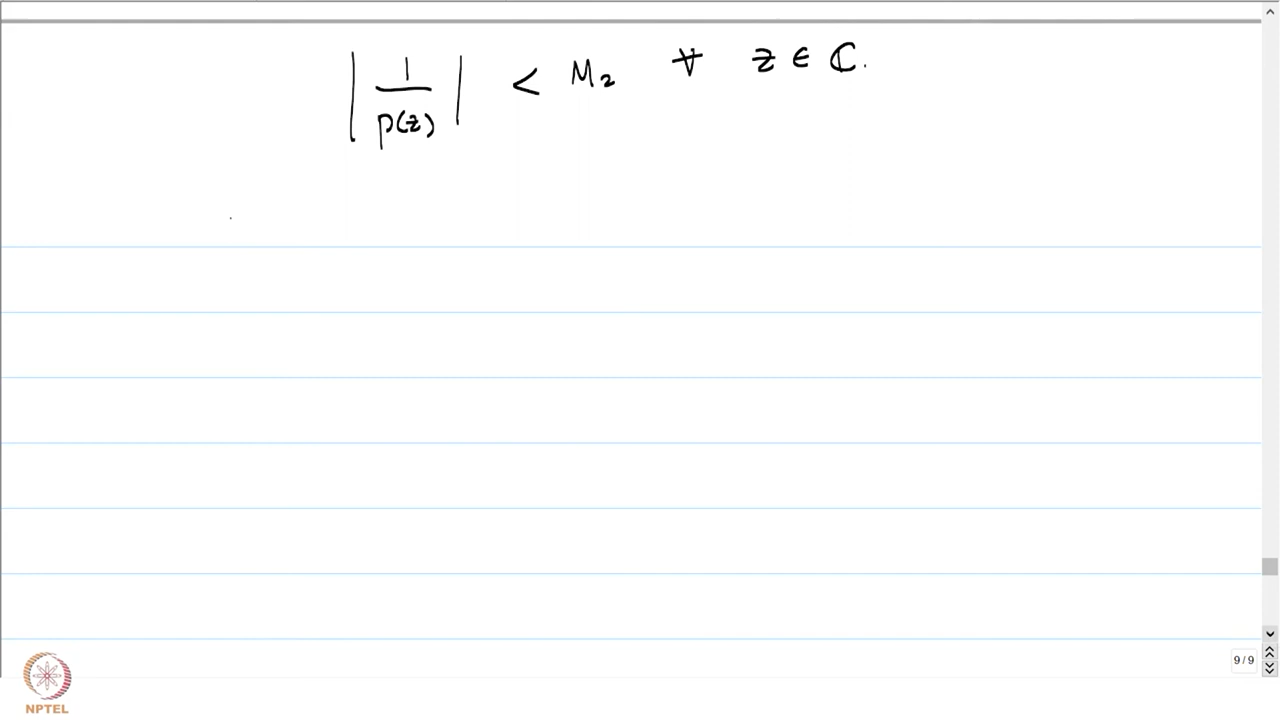 | 1/p(z) | < M₂ ∀ z ∈ ℂ.
9 / 9
NPTEL